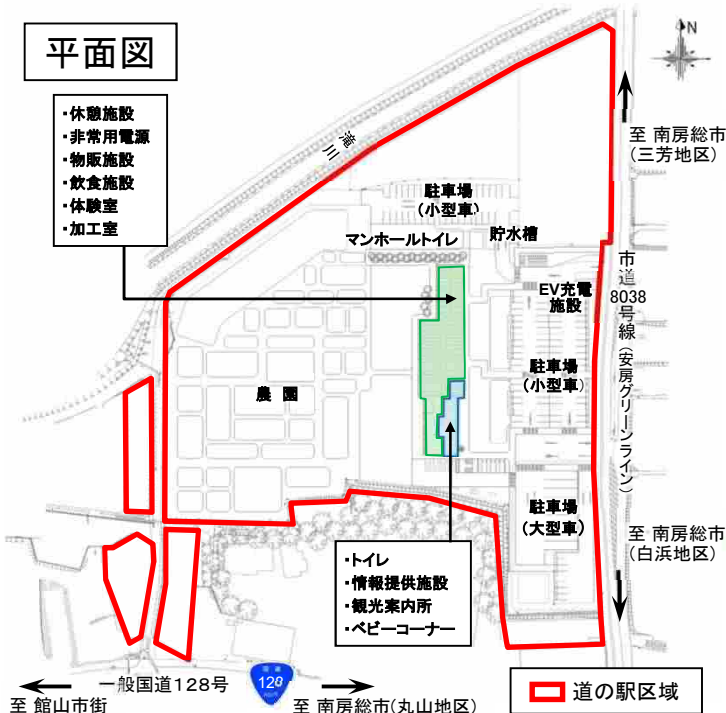 平面図
N
・休憩施設
・非常用電源
・物販施設
・飲食施設
・体験室
・加工室
滝川
至 南房総市
(三芳地区)
駐車場
(小型車)
マンホールトイレ
貯水槽
EV充電
施設
市道8038号線(安房グリーンライン)
駐車場
(小型車)
農園
駐車場
(大型車)
至 南房総市
(白浜地区)
・トイレ
・情報提供施設
・観光案内所
・ベビーコーナー
一般国道128号
128
至 館山市街
至 南房総市(丸山地区)
道の駅区域